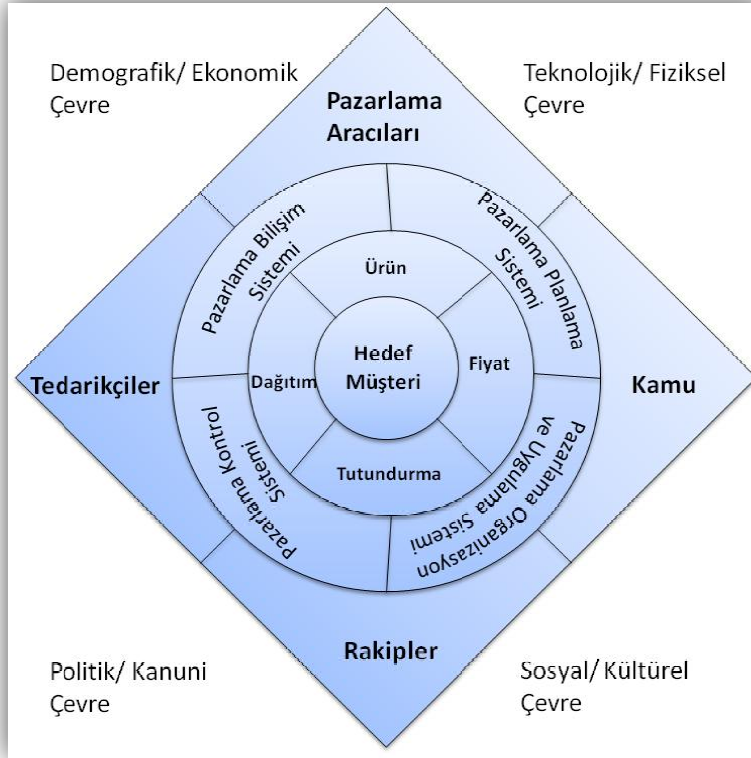 Demografik/ Ekonomik
Çevre
Teknolojik/ Fiziksel
Çevre
Pazarlama
Aracıları
Pazarlama Bilişim
Sistemi
Pazarlama Planlama
Sistemi
Ürün
Tedarikçiler
Dağıtım
Hedef
Müşteri
Fiyat
Kamu
Tutundurma
Pazarlama Kontrol
Sistemi
Pazarlama Organizasyon
ve Uygulama Sistemi
Rakipler
Politik/ Kanuni
Çevre
Sosyal/ Kültürel
Çevre